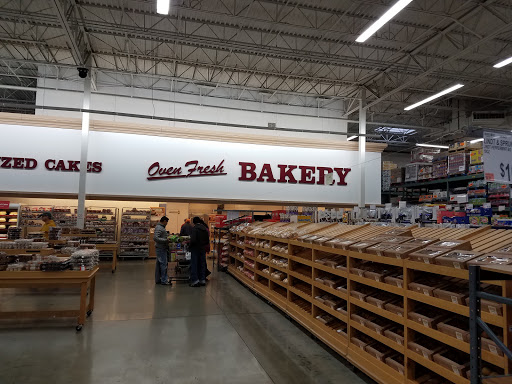 ZED CAKES
Oven Fresh BAKERY
$1